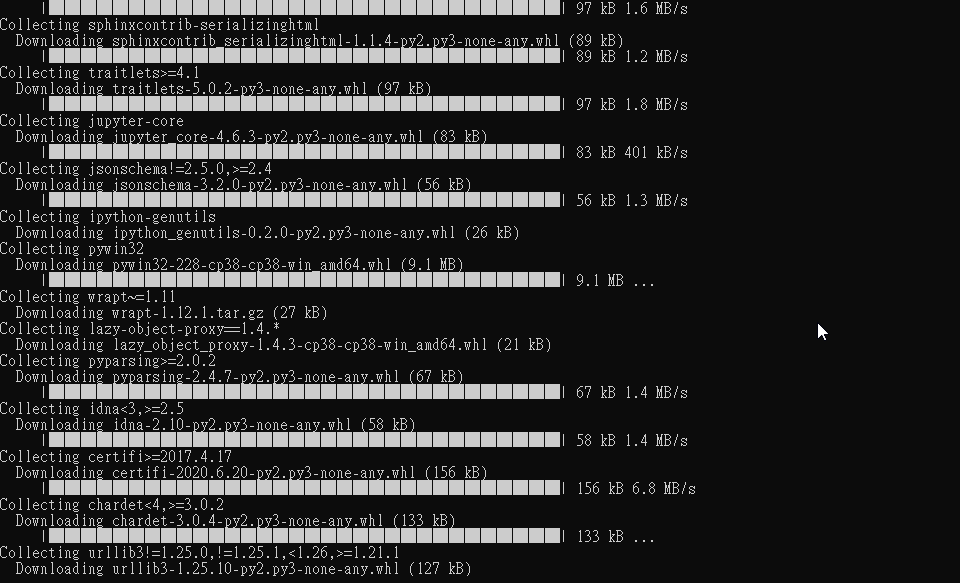 | | 97 kB 1.6 MB/s
Collecting sphinxcontrib-serializinghtml
Downloading sphinxcontrib_serializinghtml-1.1.4-py2.py3-none-any.whl (89 kB)
| | 89 kB 1.2 MB/s
Collecting traitlets>=4.1
Downloading traitlets-5.0.2-py3-none-any.whl (97 kB)
| | 97 kB 1.8 MB/s
Collecting jupyter-core
Downloading jupyter_core-4.6.3-py2.py3-none-any.whl (83 kB)
| | 83 kB 401 kB/s
Collecting jsonschema!=2.5.0,>=2.4
Downloading jsonschema-3.2.0-py2.py3-none-any.whl (56 kB)
| | 56 kB 1.3 MB/s
Collecting ipython-genutils
Downloading ipython_genutils-0.2.0-py2.py3-none-any.whl (26 kB)
Collecting pywin32
Downloading pywin32-228-cp38-cp38-win_amd64.whl (9.1 MB)
| | 9.1 MB ...
Collecting wrapt~=1.11
Downloading wrapt-1.12.1.tar.gz (27 kB)
Collecting lazy-object-proxy==1.4.*
Downloading lazy_object_proxy-1.4.3-cp38-cp38-win_amd64.whl (21 kB)
Collecting pyparsing>=2.0.2
Downloading pyparsing-2.4.7-py2.py3-none-any.whl (67 kB)
| | 67 kB 1.4 MB/s
Collecting idna<3,>=2.5
Downloading idna-2.10-py2.py3-none-any.whl (58 kB)
| | 58 kB 1.4 MB/s
Collecting certifi>=2017.4.17
Downloading certifi-2020.6.20-py2.py3-none-any.whl (156 kB)
| | 156 kB 6.8 MB/s
Collecting chardet<4,>=3.0.2
Downloading chardet-3.0.4-py2.py3-none-any.whl (133 kB)
| | 133 kB ...
Collecting urllib3!=1.25.0,!=1.25.1,<1.26,>=1.21.1
Downloading urllib3-1.25.10-py2.py3-none-any.whl (127 kB)